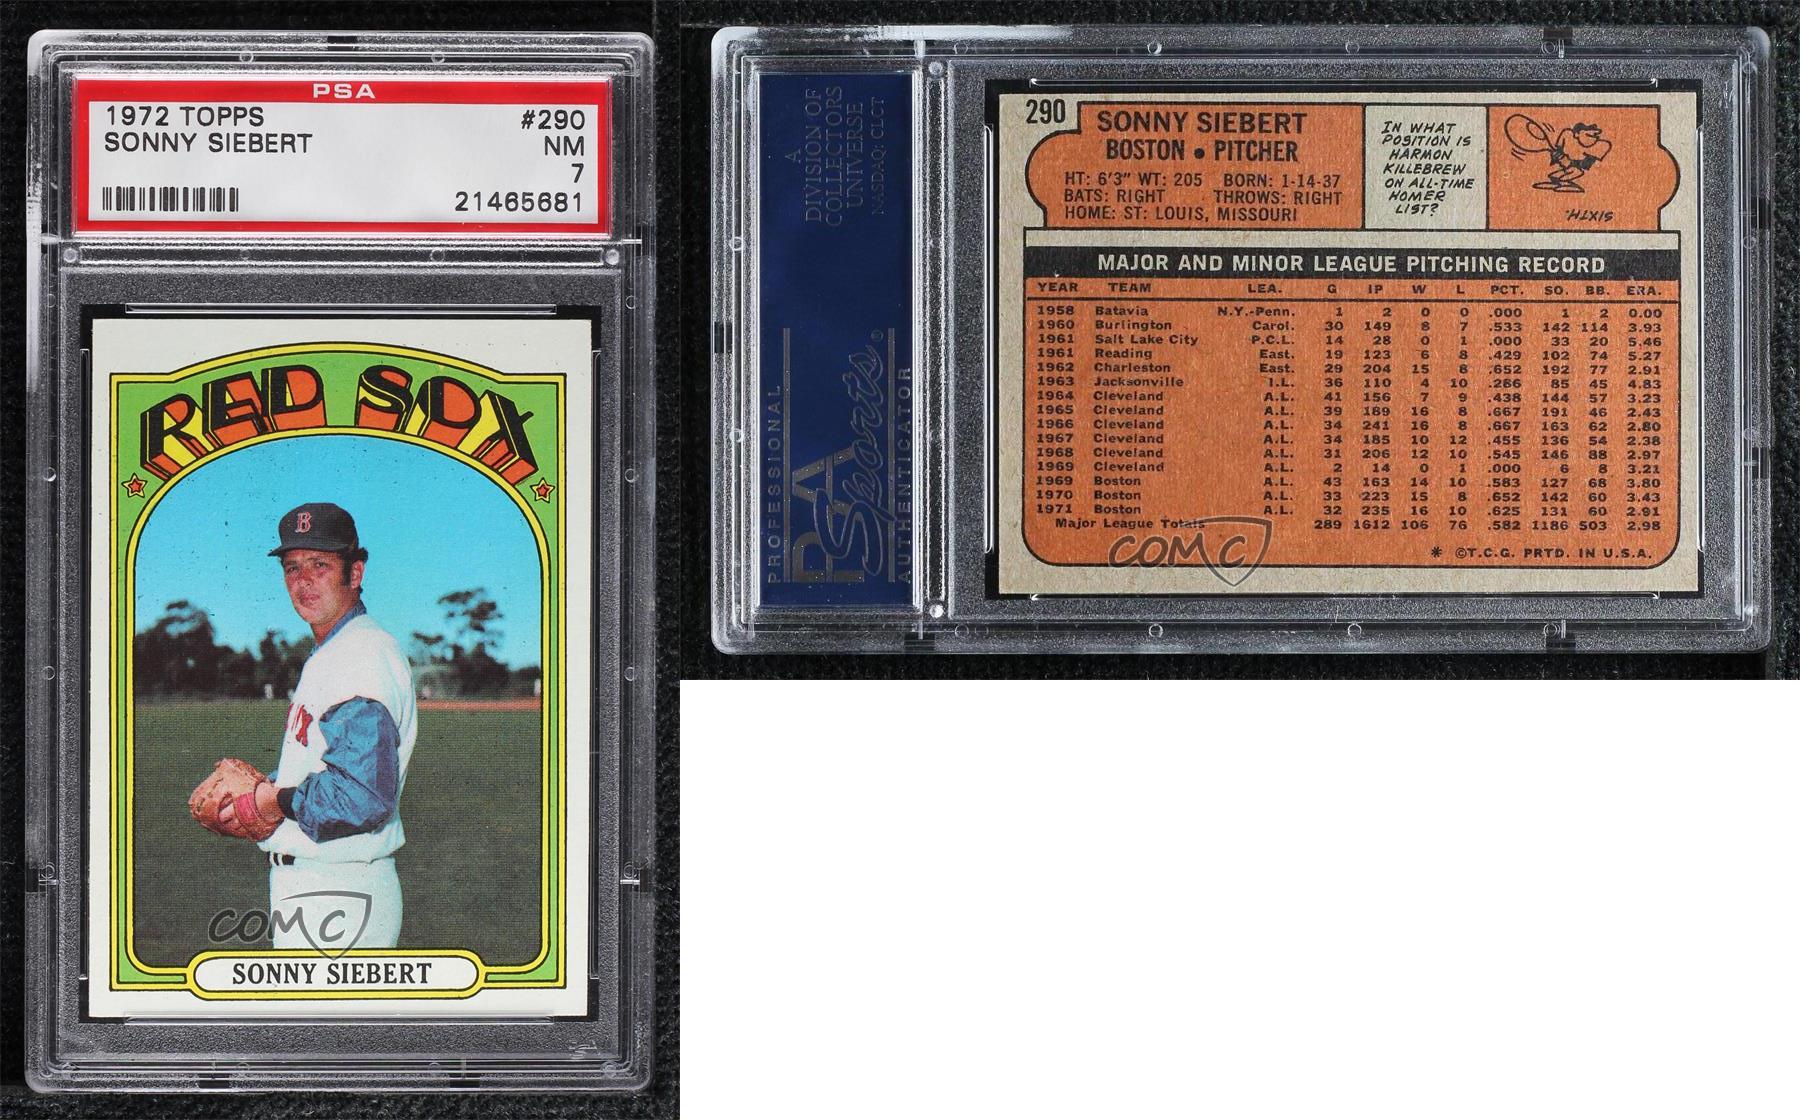 PSA
1972 TOPPS #290
SONNY SIEBERT NM
7
21465681
RED SOX
B
COMC
SONNY SIEBERT
A
DIVISION OF
COLLECTORS
UNIVERSE
NASDAQ: CLCT
PROFESSIONAL
PSA
Sports®
AUTHENTICATOR
290
SONNY SIEBERT
BOSTON • PITCHER
HT: 6'3" WT: 205 BORN: 1-14-37
BATS: RIGHT THROWS: RIGHT
HOME: ST: LOUIS, MISSOURI
IN WHAT
POSITION IS
HARMON
KILLEBREW
ON ALL-TIME
HOMER
LIST?
SIXTH.
MAJOR AND MINOR LEAGUE PITCHING RECORD
YEAR TEAM LEA. G IP W L PCT. SO. BB. ERA.
1958 Batavia N.Y.-Penn. 1 2 0 0 .000 1 2 0.00
1960 Burlington Carol. 30 149 8 7 .533 142 114 3.93
1961 Salt Lake City P.C.L. 14 28 0 1 .000 33 20 5.46
1961 Reading East. 19 123 6 8 .429 102 74 5.27
1962 Charleston East. 29 204 15 8 .652 192 77 2.91
1963 Jacksonville I.L. 36 110 4 10 .286 85 45 4.83
1964 Cleveland A.L. 41 156 7 9 .438 144 57 3.23
1965 Cleveland A.L. 39 189 16 8 .667 191 46 2.43
1966 Cleveland A.L. 34 241 16 8 .667 163 62 2.80
1967 Cleveland A.L. 34 185 10 12 .455 136 54 2.38
1968 Cleveland A.L. 31 206 12 10 .545 146 88 2.97
1969 Cleveland A.L. 2 14 0 1 .000 6 8 3.21
1969 Boston A.L. 43 163 14 10 .583 127 68 3.80
1970 Boston A.L. 33 223 15 8 .652 142 60 3.43
1971 Boston A.L. 32 235 16 10 .625 131 60 2.91
Major League Totals 289 1612 106 76 .582 1186 503 2.98
COMC
* ©T.C.G. PRTD. IN U.S.A.